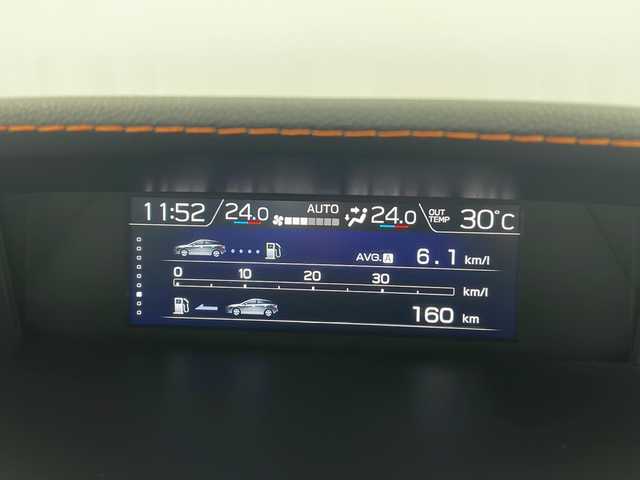 11:52 24.0 AUTO 24.0 OUT TEMP 30°C
AVG. A 6.1 km/l
0 10 20 30 km/l
160 km